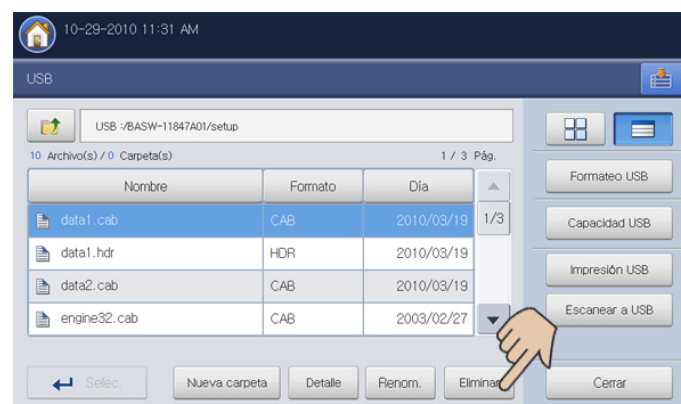 10-29-2010 11:31 AM
USB
USB :/BASW-11847A01/setup
10 Archivo(s) / 0 Carpeta(s) 1 / 3 Pág.
Nombre Formato Día
data1.cab CAB 2010/03/19 1/3
data1.hdr HDR 2010/03/19
data2.cab CAB 2010/03/19
engine32.cab CAB 2003/02/27
Formateo USB
Capacidad USB
Impresión USB
Escanear a USB
Selec. Nueva carpeta Detalle Renom. Eliminar Cerrar